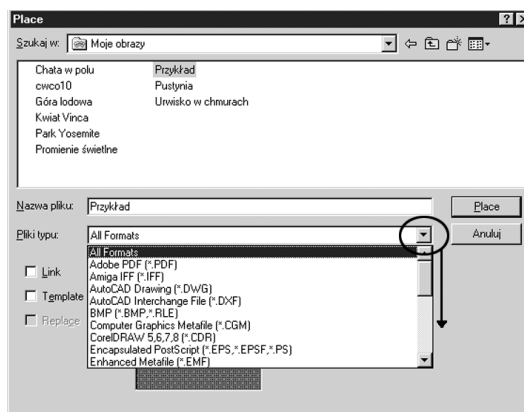 Place
Szukaj w: Moje obrazy
Chata w polu Przykład
cwco10 Pustynia
Góra lodowa Urwisko w chmurach
Kwiat Vinca
Park Yosemite
Promienie świetlne
Nazwa pliku: Przykład Place
Pliki typu: All Formats Anuluj
All Formats
Adobe PDF (*.PDF)
Amiga IFF (*.IFF)
Link AutoCAD Drawing (*.DWG)
AutoCAD Interchange File (*.DXF)
Template BMP (*.BMP,*.RLE)
Replace Computer Graphics Metafile (*.CGM)
CorelDRAW 5,6,7,8 (*.CDR)
Encapsulated PostScript (*.EPS,*.EPSF,*.PS)
Enhanced Metafile (*.EMF)